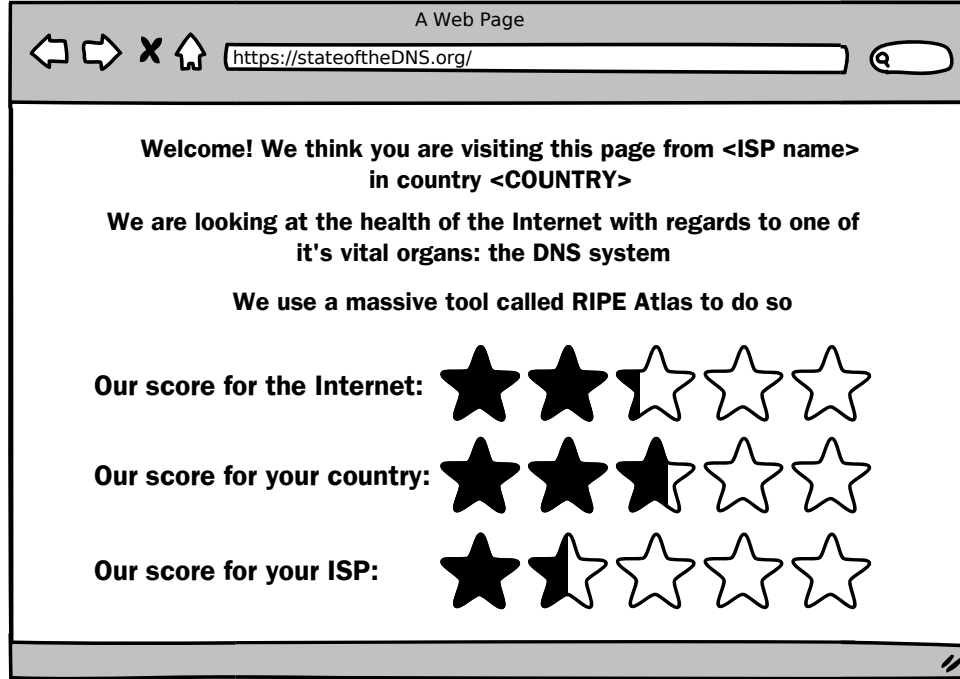 A Web Page
https://stateoftheDNS.org/
Welcome! We think you are visiting this page from <ISP name>
in country <COUNTRY>
We are looking at the health of the Internet with regards to one of
it's vital organs: the DNS system
We use a massive tool called RIPE Atlas to do so
Our score for the Internet:
Our score for your country:
Our score for your ISP: